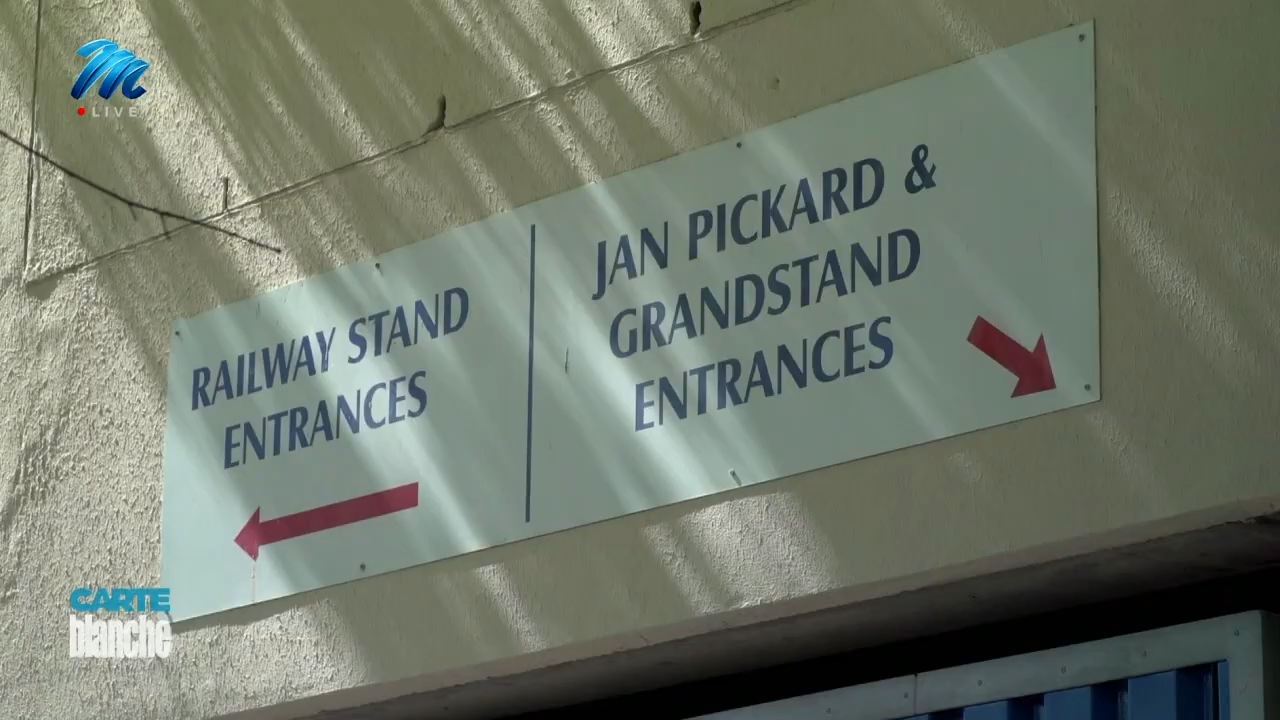 LIVE
RAILWAY STAND
ENTRANCES
JAN PICKARD &
GRANDSTAND
ENTRANCES
CARTE
blanche